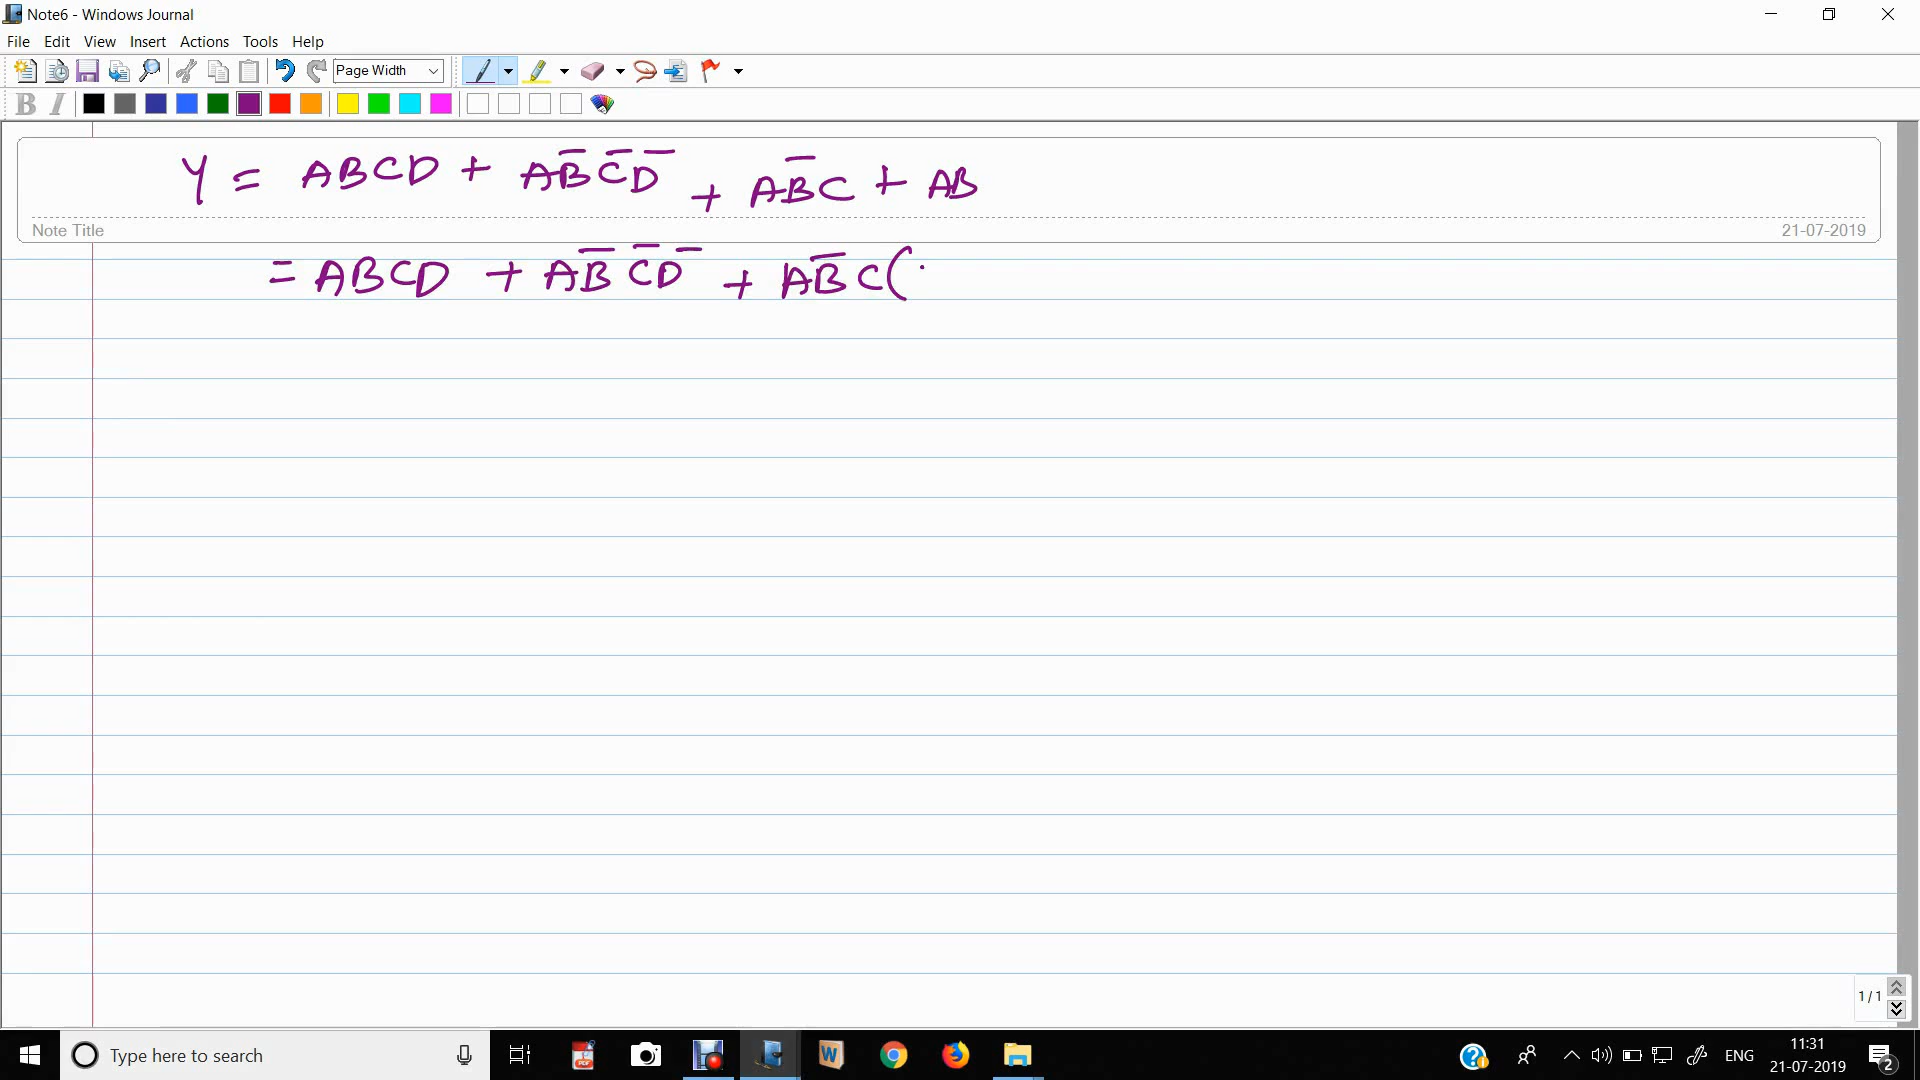 Note6 - Windows Journal
File Edit View Insert Actions Tools Help
Page Width
B I
Y = ABCD + AB̅C̅D̅ + AB̅C + AB
Note Title
21-07-2019
= ABCD + AB̅C̅D̅ + AB̅C(
1 / 1
Type here to search
W
ENG
11:31
21-07-2019
2